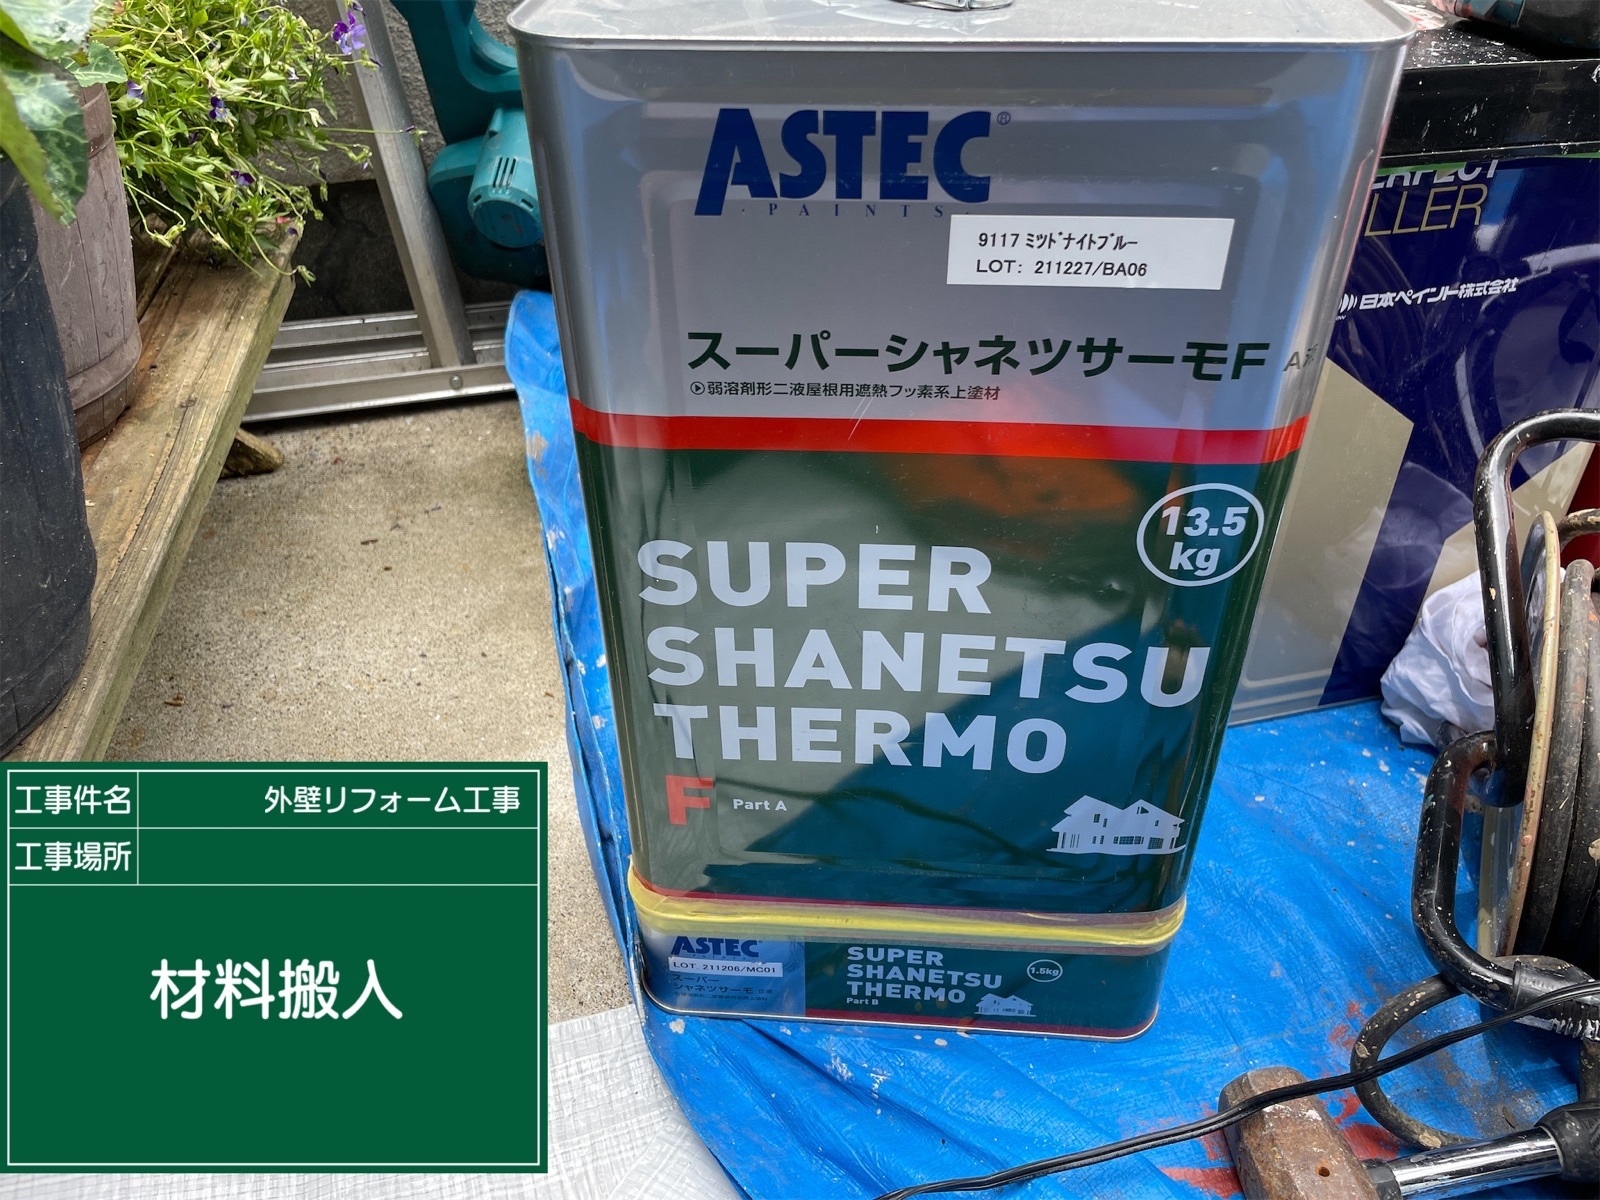 ASTEC®
PAINTS
9117 ミツドナイトブルー
LOT: 211227/BA06
スーパーシャネツサーモF
弱溶剤形二液屋根用遮熱フッ素系上塗材
13.5
kg
SUPER
SHANETSU
THERMO
F Part A
ASTEC
LOT. 211206/MC01
スーパー
シャネツサーモ
SUPER
SHANETSU
THERMO
Part B
1.5kg
日本ペイント株式会社
工事件名 外壁リフォーム工事
工事場所
材料搬入